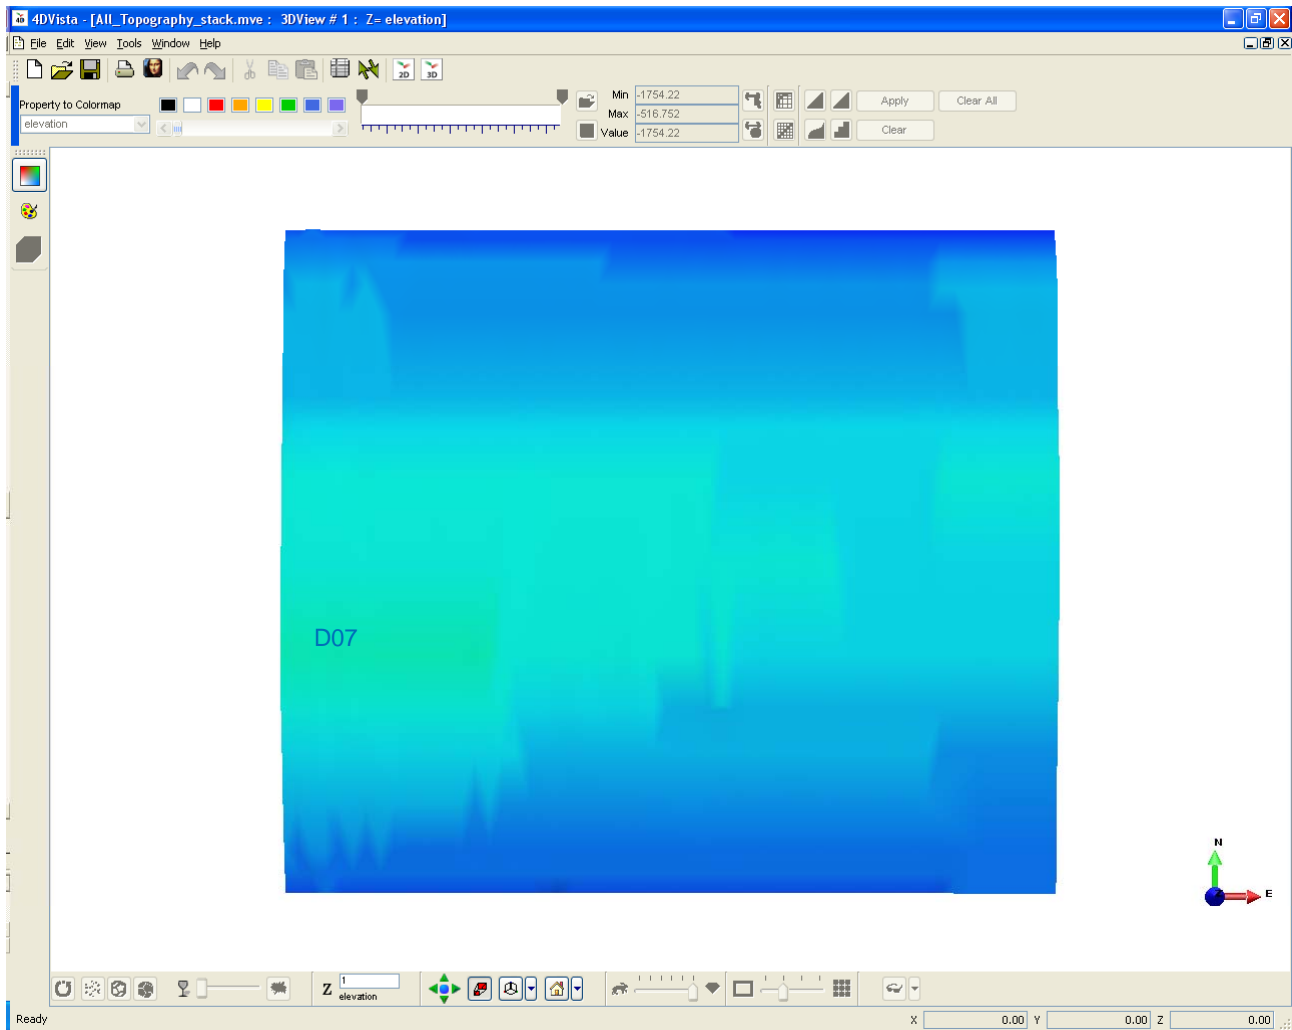 4DVista - [All_Topography_stack.mve : 3DView # 1 : Z= elevation]
File Edit View Tools Window Help
2D 3D
Property to Colormap
elevation
Min -1754.22
Max -516.752
Value -1754.22
Apply Clear All
Clear
D07
N
E
Z 1
elevation
Ready
X 0.00 Y 0.00 Z 0.00